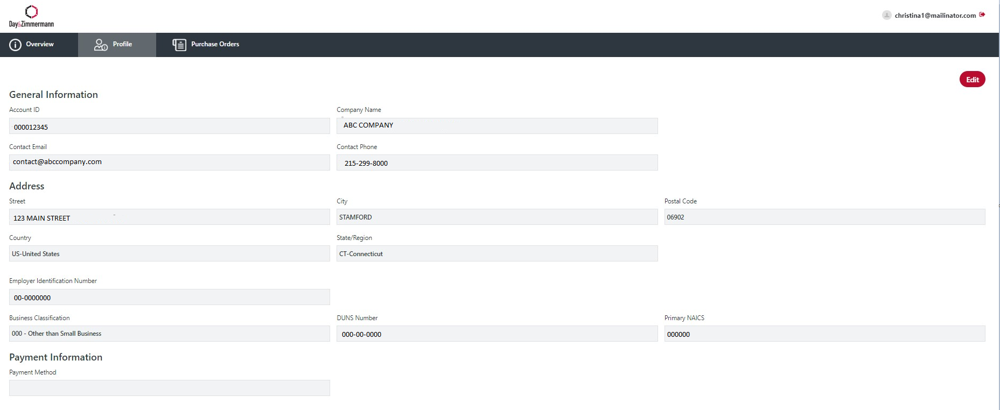 Day&Zimmermann
christina1@mailinator.com
Overview
Profile
Purchase Orders
Edit
General Information
Account ID
Company Name
000012345
ABC COMPANY
Contact Email
Contact Phone
contact@abccompany.com
215-299-8000
Address
Street
City
Postal Code
123 MAIN STREET
STAMFORD
06902
Country
State/Region
US-United States
CT-Connecticut
Employer Identification Number
00-0000000
Business Classification
DUNS Number
Primary NAICS
000 - Other than Small Business
000-00-0000
000000
Payment Information
Payment Method